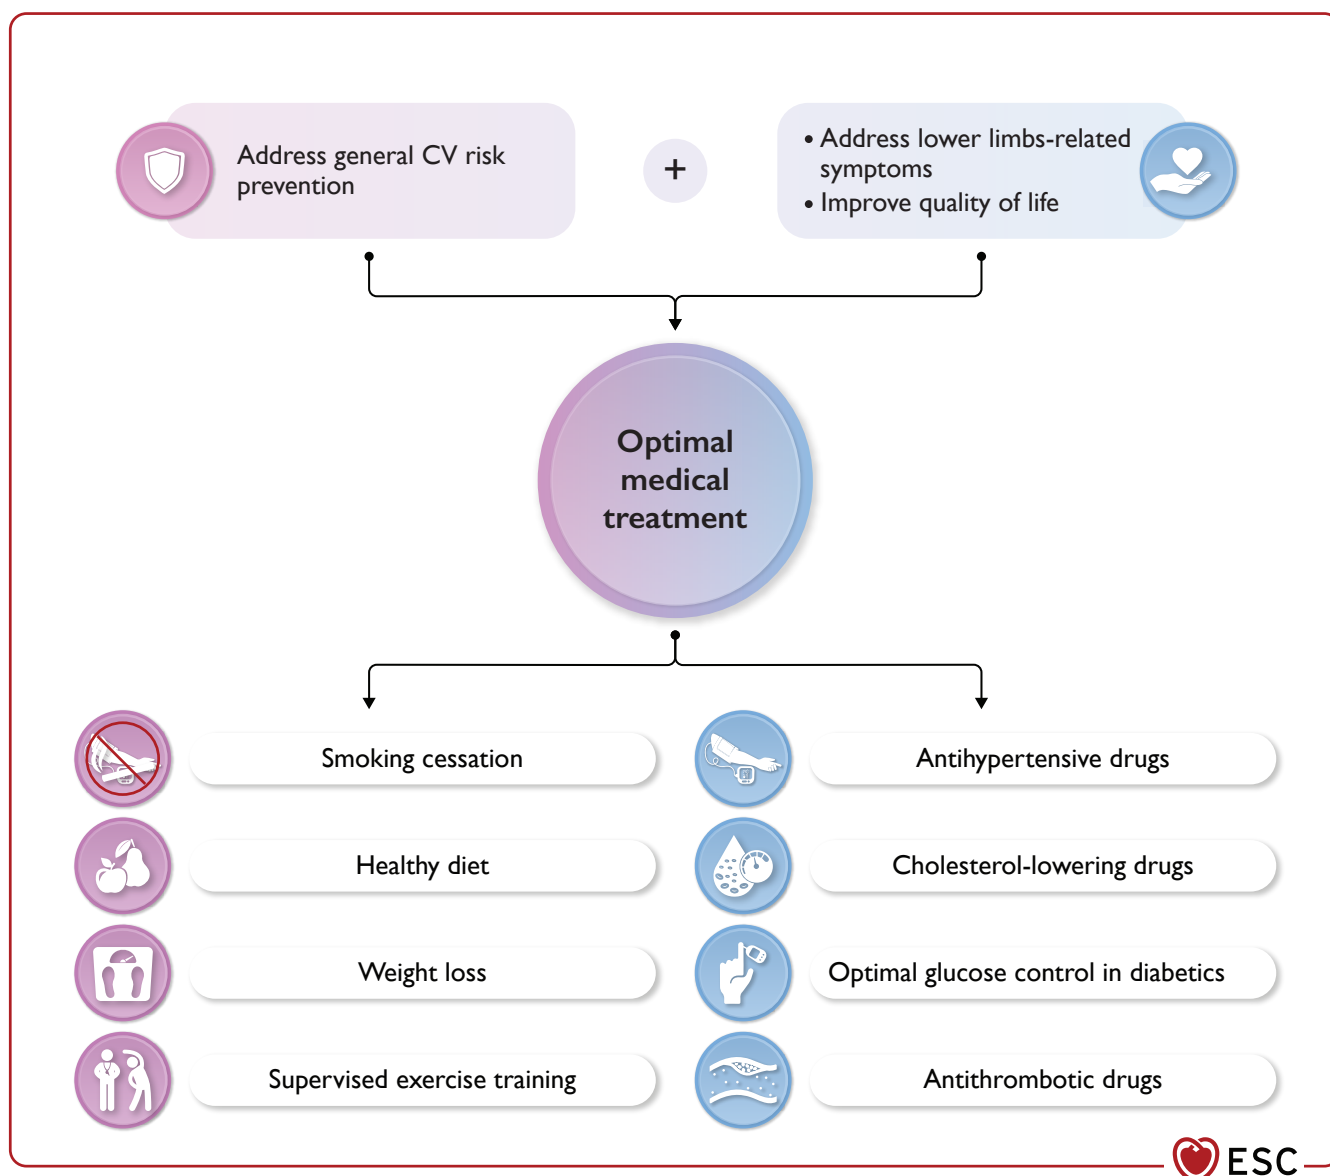 Address general CV risk
prevention
+
• Address lower limbs-related
symptoms
• Improve quality of life
Optimal
medical
treatment
Smoking cessation
Antihypertensive drugs
Healthy diet
Cholesterol-lowering drugs
Weight loss
Optimal glucose control in diabetics
Supervised exercise training
Antithrombotic drugs
ESC